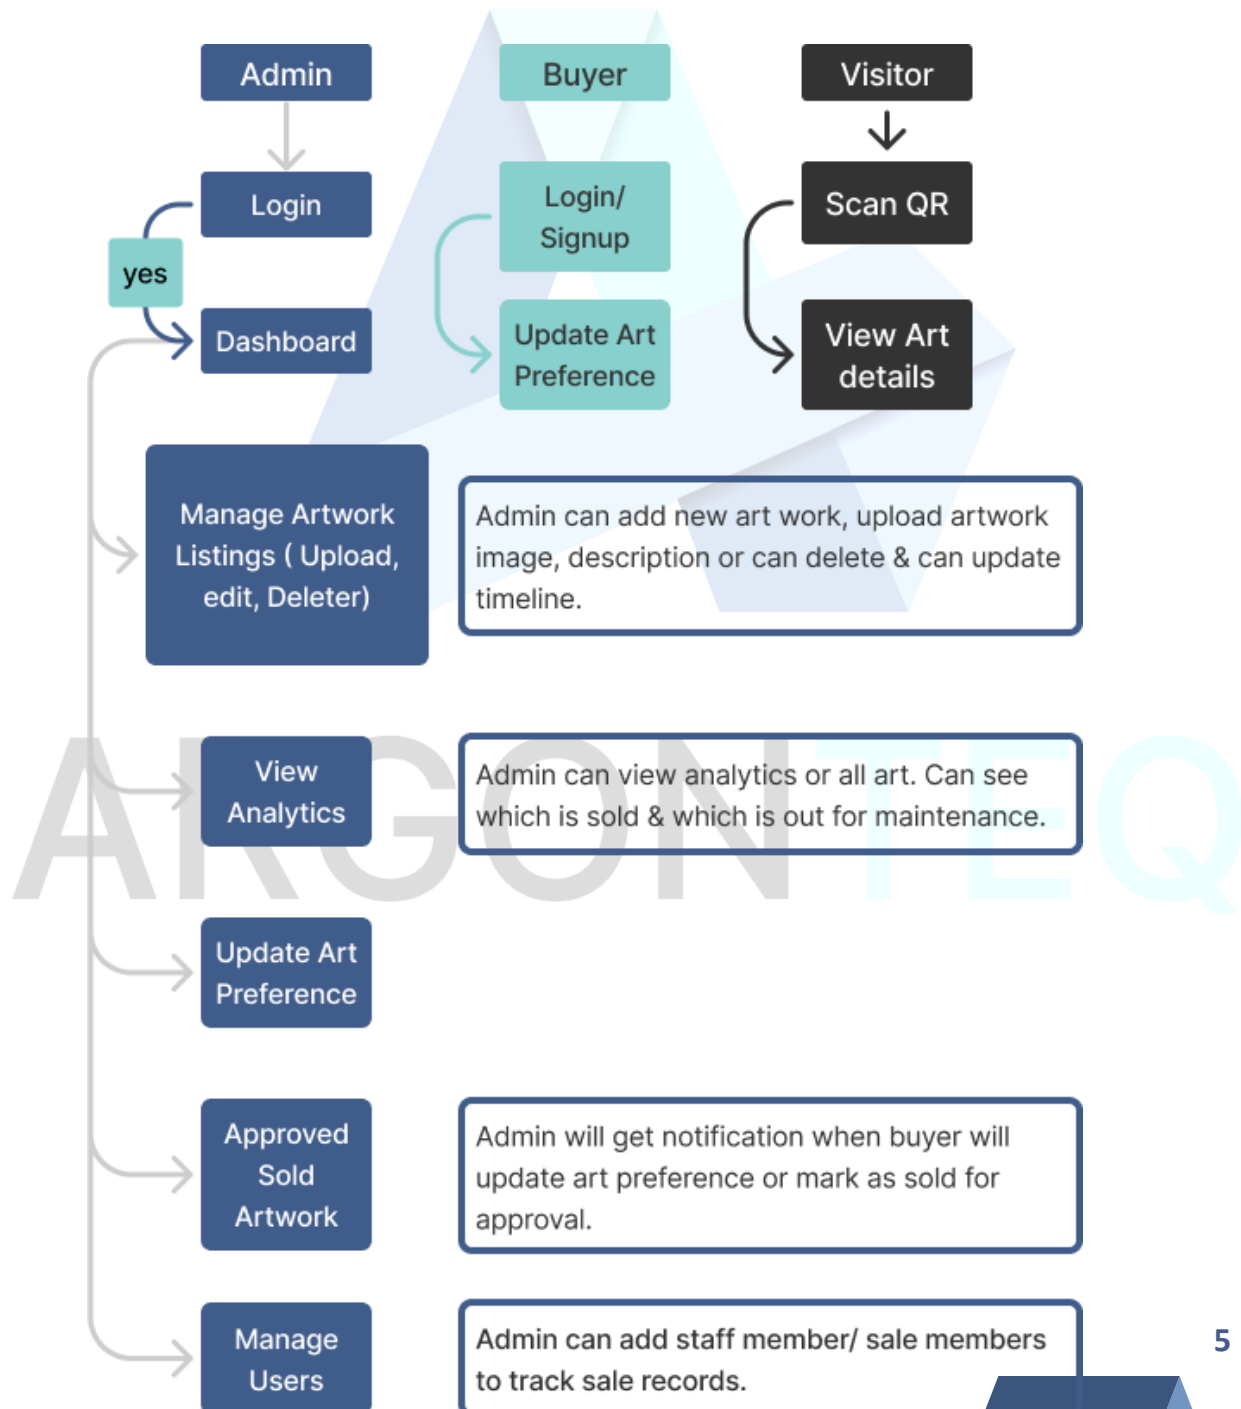 Admin
Buyer
Visitor
Login
Login/
Signup
Scan QR
yes
Dashboard
Update Art
Preference
View Art
details
Manage Artwork
Listings ( Upload,
edit, Deleter)
Admin can add new art work, upload artwork
image, description or can delete & can update
timeline.
ARGONTEQ
View
Analytics
Admin can view analytics or all art. Can see
which is sold & which is out for maintenance.
Update Art
Preference
Approved
Sold
Artwork
Admin will get notification when buyer will
update art preference or mark as sold for
approval.
Manage
Users
Admin can add staff member/ sale members
to track sale records.
5